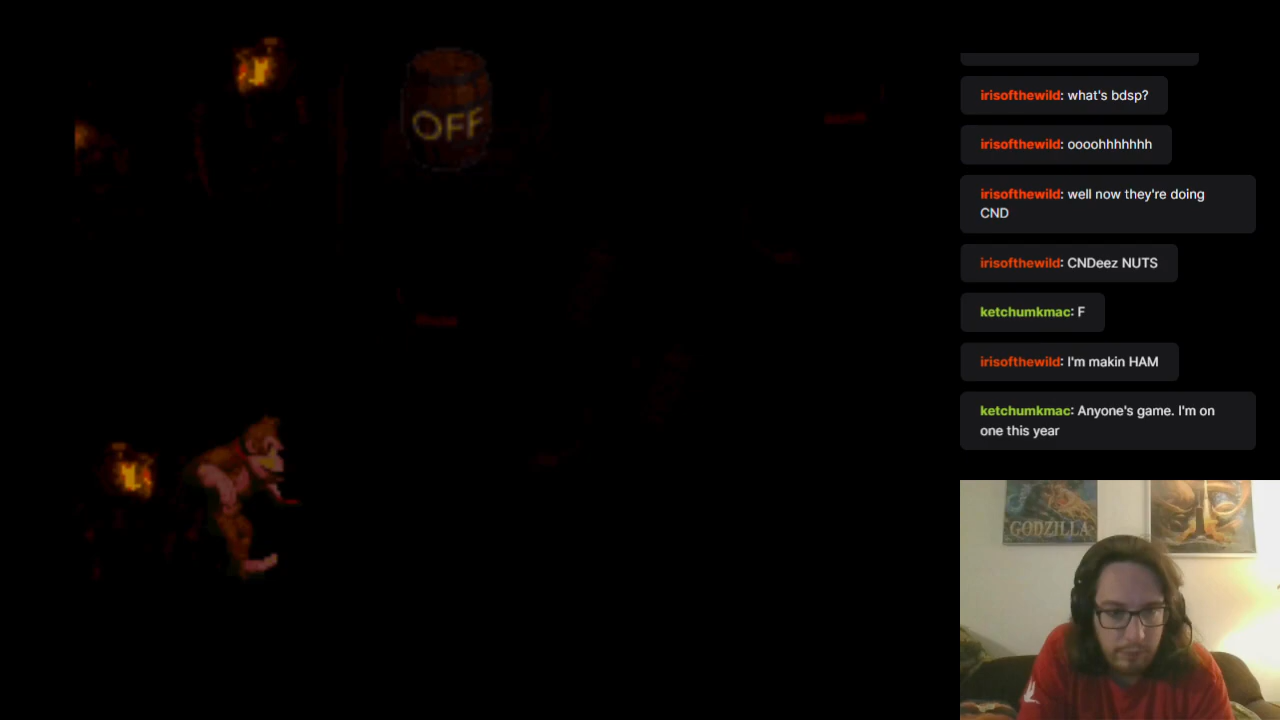 OFF
irisofthewild: what's bdsp?
irisofthewild: oooohhhhhhh
irisofthewild: well now they're doing
CND
irisofthewild: CNDeez NUTS
ketchumkmac: F
irisofthewild: I'm makin HAM
ketchumkmac: Anyone's game. I'm on
one this year
GODZILLA